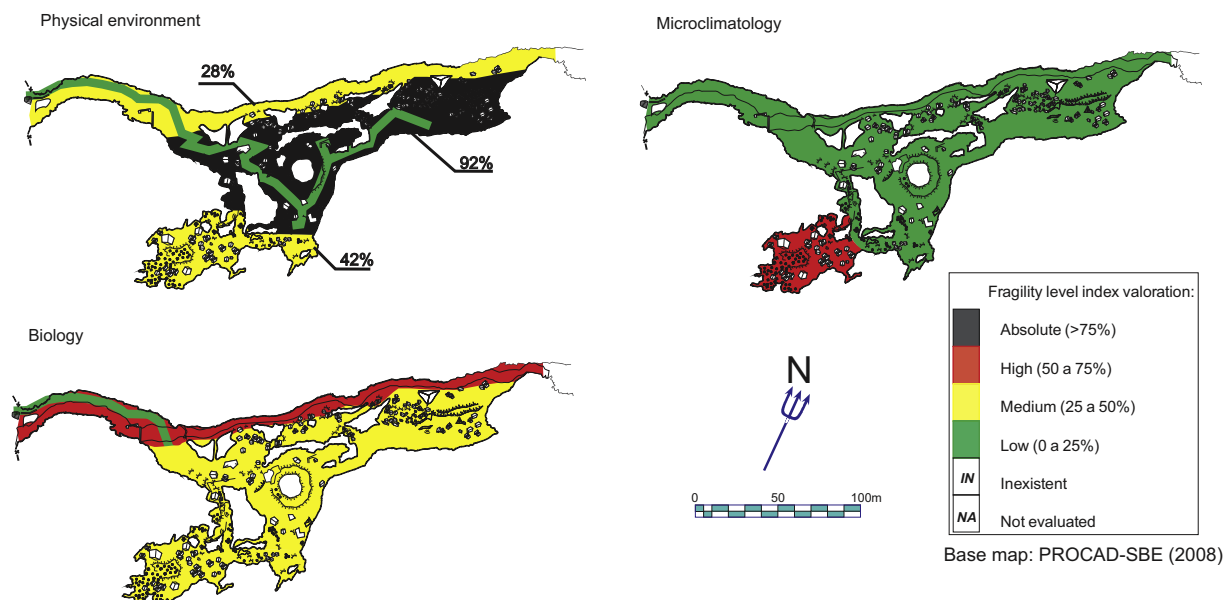 Physical environment
Microclimatology
28%
92%
42%
Biology
N
0 50 100m
Fragility level index valoration:
Absolute (>75%)
High (50 a 75%)
Medium (25 a 50%)
Low (0 a 25%)
IN Inexistent
NA Not evaluated
Base map: PROCAD-SBE (2008)